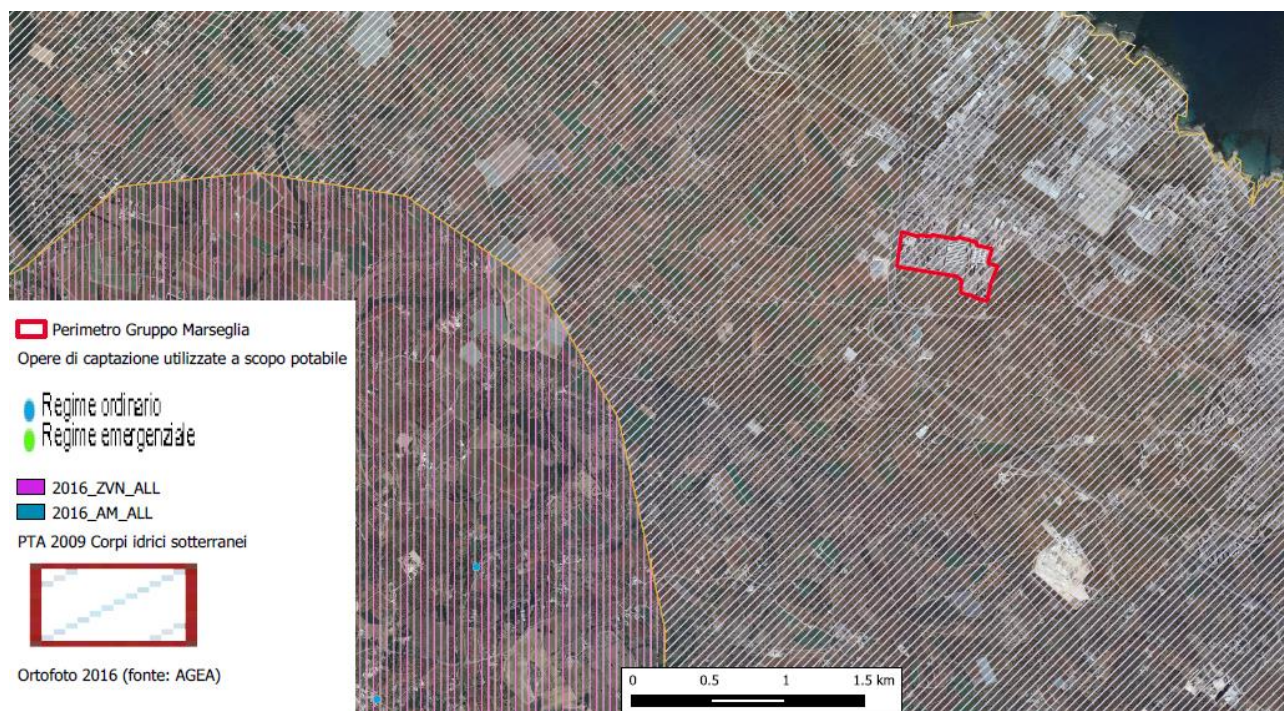 Perimetro Gruppo Marseglia
Opere di captazione utilizzate a scopo potabile
Regime ordinario
Regime emergenziale
2016_ZVN_ALL
2016_AM_ALL
PTA 2009 Corpi idrici sotterranei
Ortofoto 2016 (fonte: AGEA)
0 0.5 1 1.5 km